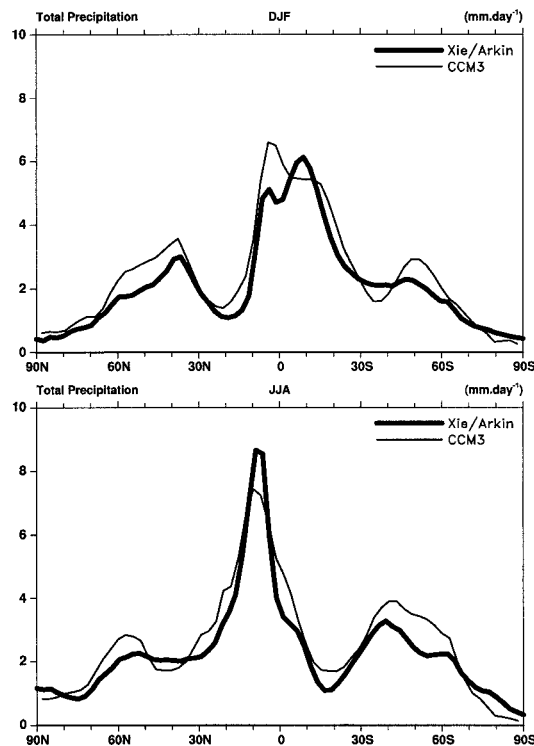 Total Precipitation DJF (mm.day⁻¹)
10
Xie/Arkin
CCM3
8
6
4
2
0
90N 60N 30N 0 30S 60S 90S
Total Precipitation JJA (mm.day⁻¹)
10
Xie/Arkin
CCM3
8
6
4
2
0
90N 60N 30N 0 30S 60S 90S